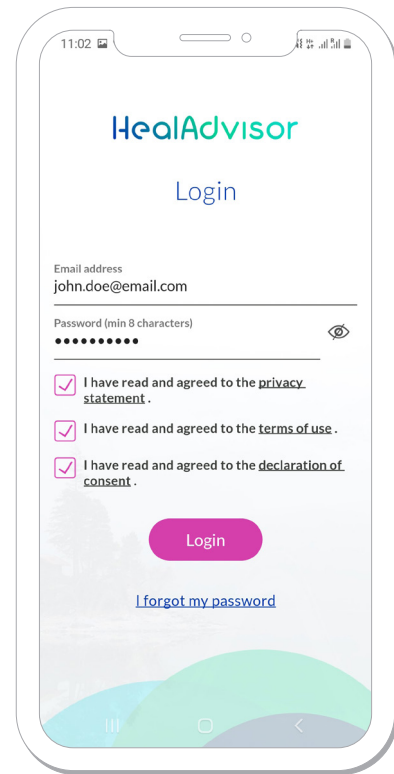 11:02
HealAdvisor
Login
Email address
john.doe@email.com
Password (min 8 characters)
I have read and agreed to the privacy
statement .
I have read and agreed to the terms of use .
I have read and agreed to the declaration of
consent .
Login
I forgot my password